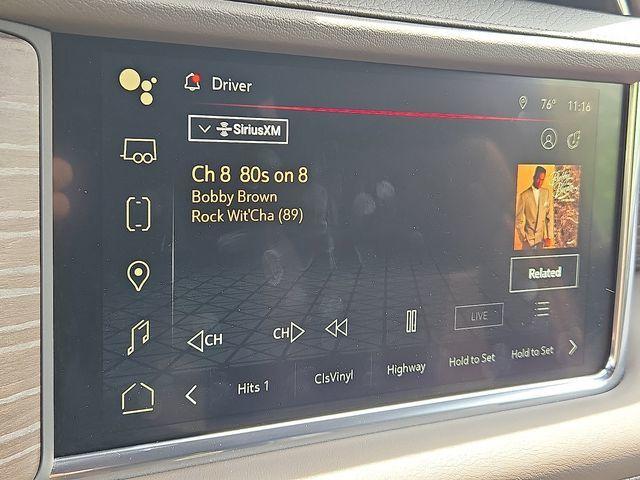 Driver
76° 11:16
SiriusXM
Ch 8 80s on 8
Bobby Brown
Rock Wit'Cha (89)
Related
CH
CH
LIVE
Hits 1
ClsVinyl
Highway
Hold to Set
Hold to Set